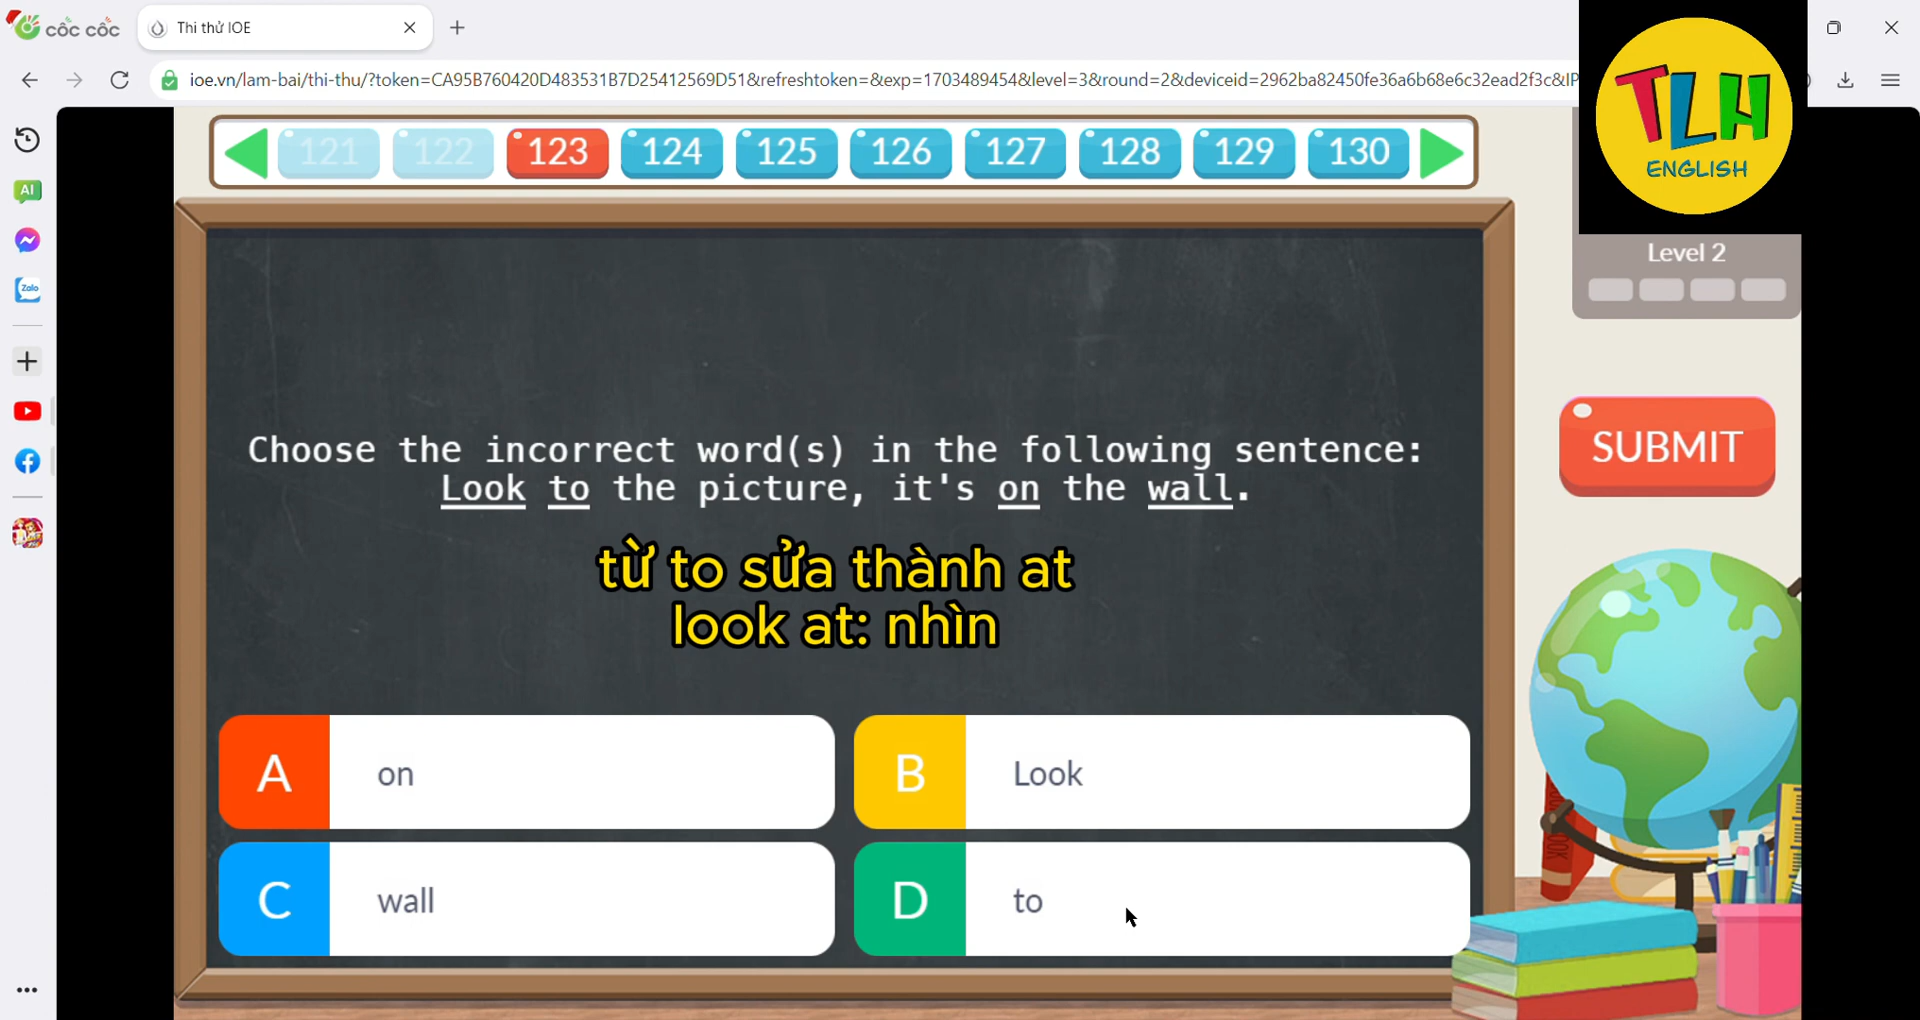 cốc cốc
Thi thử IOE
ioe.vn/lam-bai/thi-thu/?token=CA95B760420D483531B7D25412569D51&refreshtoken=&exp=1703489454&level=3&round=2&deviceid=2962ba82450fe36a6b68e6c32ead2f3c&IP
AI
Zalo
121 122 123 124 125 126 127 128 129 130
TLH
ENGLISH
Level 2
Choose the incorrect word(s) in the following sentence:
Look to the picture, it's on the wall.
từ to sửa thành at
look at: nhìn
SUBMIT
A on
B Look
C wall
D to